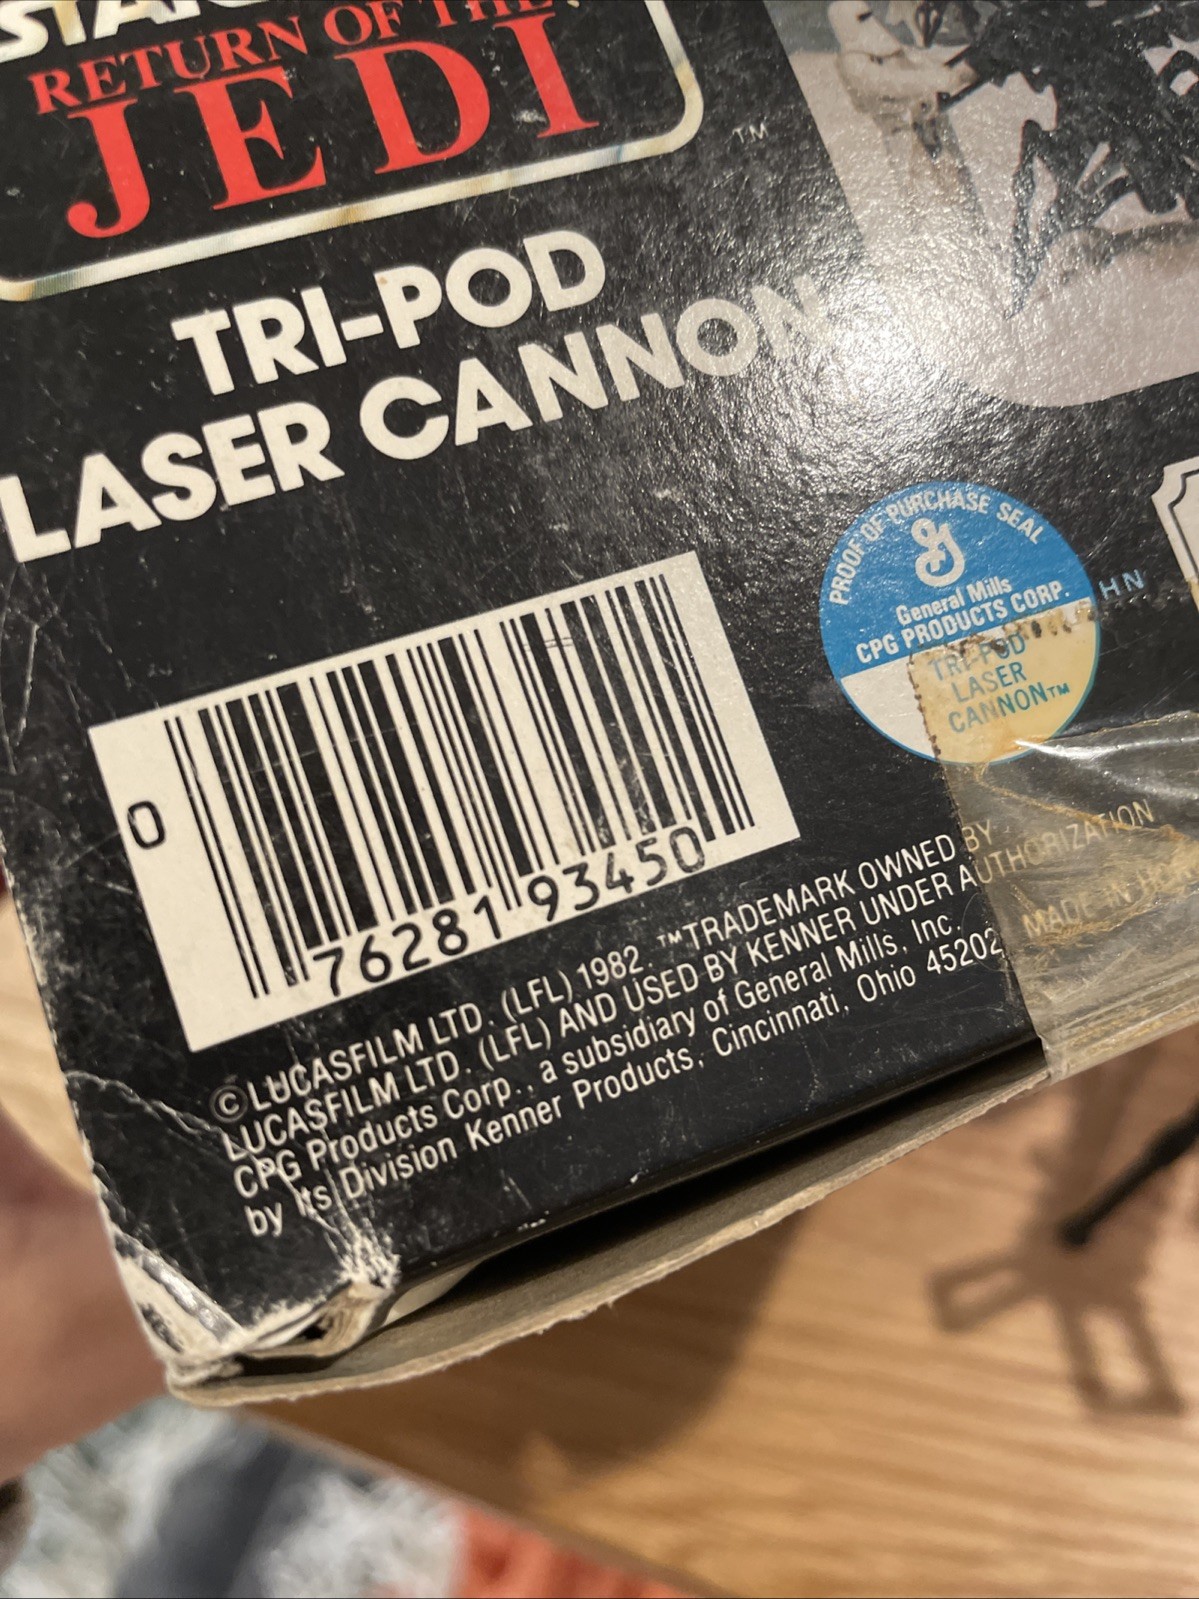 STAR
RETURN OF THE
JEDI
TM
TRI-POD
LASER CANNON
PROOF OF PURCHASE SEAL
G
General Mills
CPG PRODUCTS CORP.
TRI-POD
LASER
CANNON™
HN
0
76281 93450
©LUCASFILM LTD. (LFL) 1982. ™TRADEMARK OWNED BY
LUCASFILM LTD. (LFL) AND USED BY KENNER UNDER AUTHORIZATION
CPG Products Corp., a subsidiary of General Mills, Inc.
by Its Division Kenner Products, Cincinnati, Ohio 45202
MADE IN